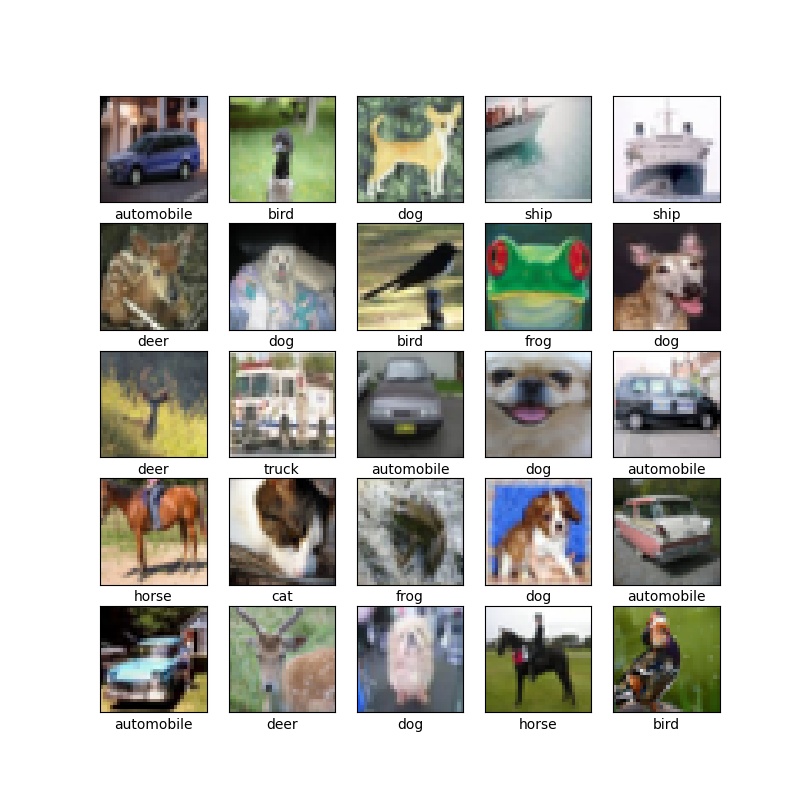 automobile bird dog ship ship
deer dog bird frog dog
deer truck automobile dog automobile
horse cat frog dog automobile
automobile deer dog horse bird